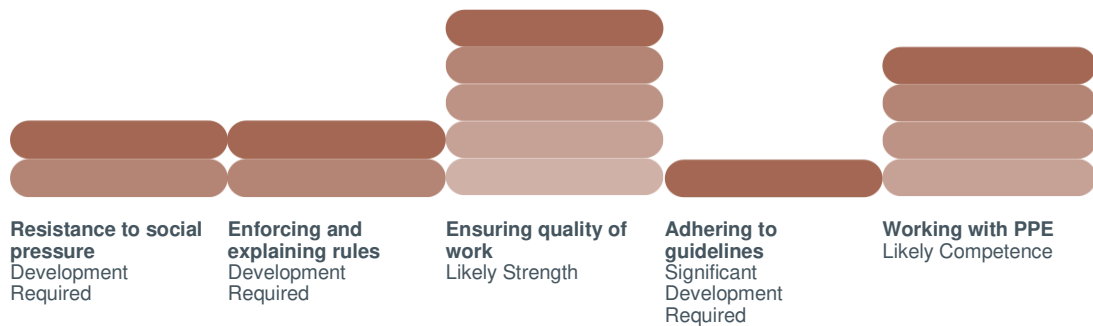 Resistance to social
pressure
Development
Required
Enforcing and
explaining rules
Development
Required
Ensuring quality of
work
Likely Strength
Adhering to
guidelines
Significant
Development
Required
Working with PPE
Likely Competence